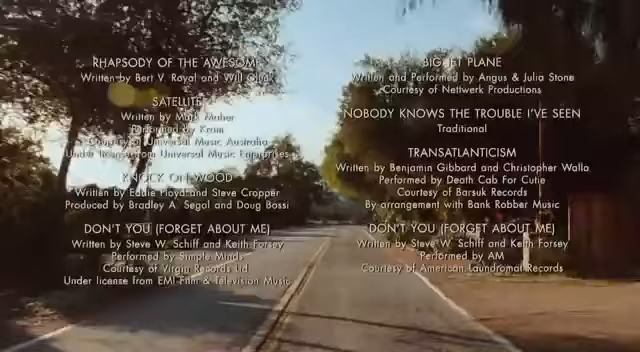 RHAPSODY OF THE AWESOME
Written by Bert V. Royal and Will Gluck
SATELLITE
Written by Mark Maher
Performed by Kram
Courtesy of Universal Music Australia
Under license from Universal Music Enterprises
KNOCK ON WOOD
Written by Eddie Floyd and Steve Cropper
Produced by Bradley A. Segal and Doug Bossi
DON'T YOU (FORGET ABOUT ME)
Written by Steve W. Schiff and Keith Forsey
Performed by Simple Minds
Courtesy of Virgin Records Ltd
Under license from EMI Film & Television Music
BIG JET PLANE
Written and Performed by Angus & Julia Stone
Courtesy of Nettwerk Productions
NOBODY KNOWS THE TROUBLE I'VE SEEN
Traditional
TRANSATLANTICISM
Written by Benjamin Gibbard and Christopher Walla
Performed by Death Cab For Cutie
Courtesy of Barsuk Records
By arrangement with Bank Robber Music
DON'T YOU (FORGET ABOUT ME)
Written by Steve W. Schiff and Keith Forsey
Performed by AM
Courtesy of American Laundromat Records